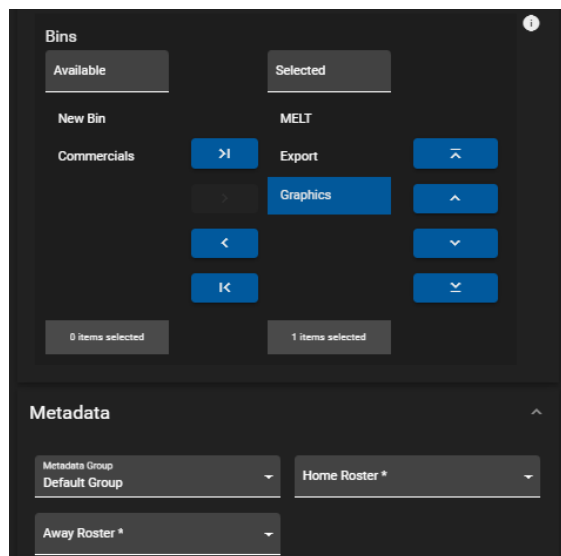 Bins
Available
Selected
New Bin
MELT
Commercials
Export
Graphics
0 items selected
1 items selected
Metadata
Metadata Group
Default Group
Home Roster *
Away Roster *